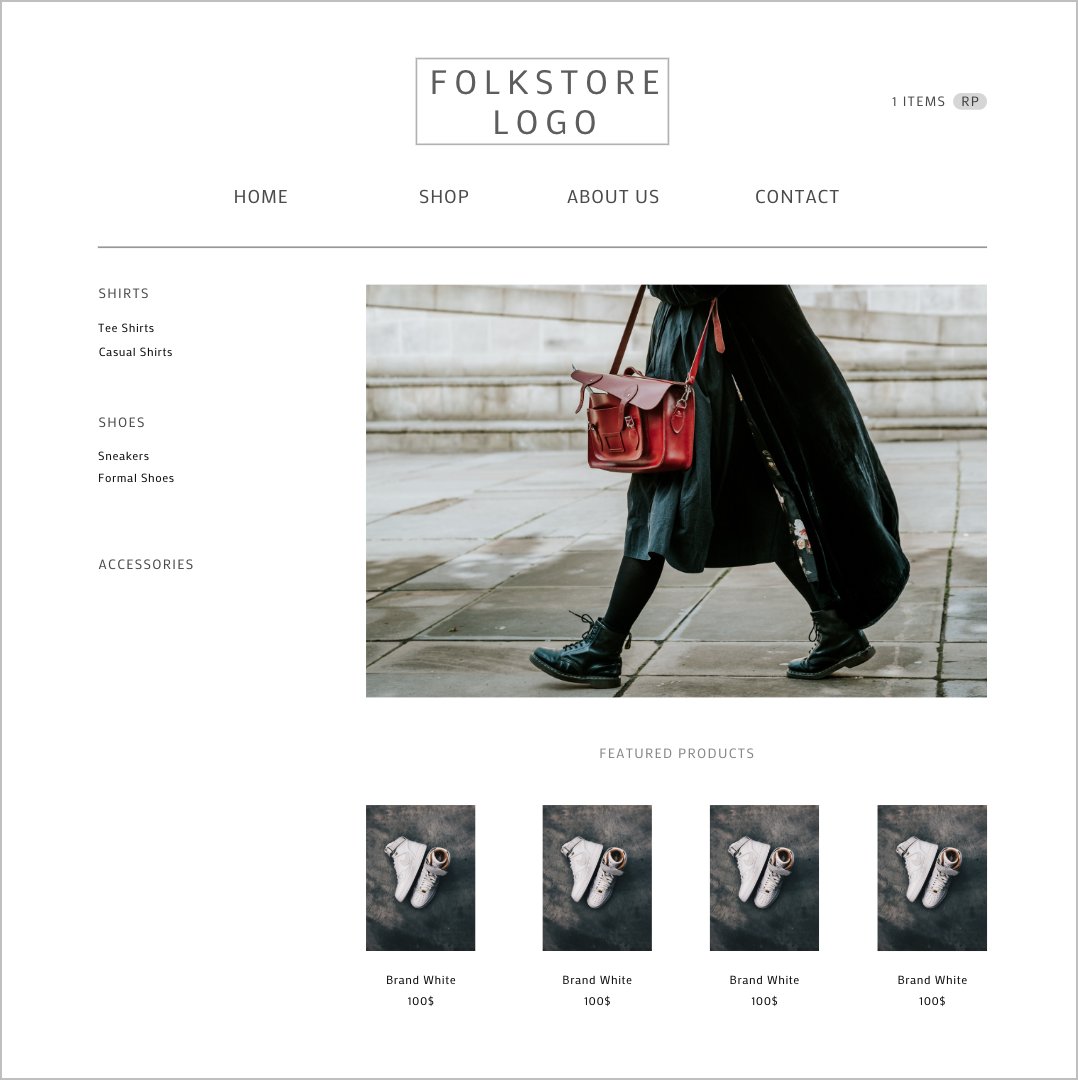 FOLKSTORE
LOGO
1 ITEMS RP
HOME SHOP ABOUT US CONTACT
SHIRTS
Tee Shirts
Casual Shirts
SHOES
Sneakers
Formal Shoes
ACCESSORIES
FEATURED PRODUCTS
Brand White Brand White Brand White Brand White
100$ 100$ 100$ 100$